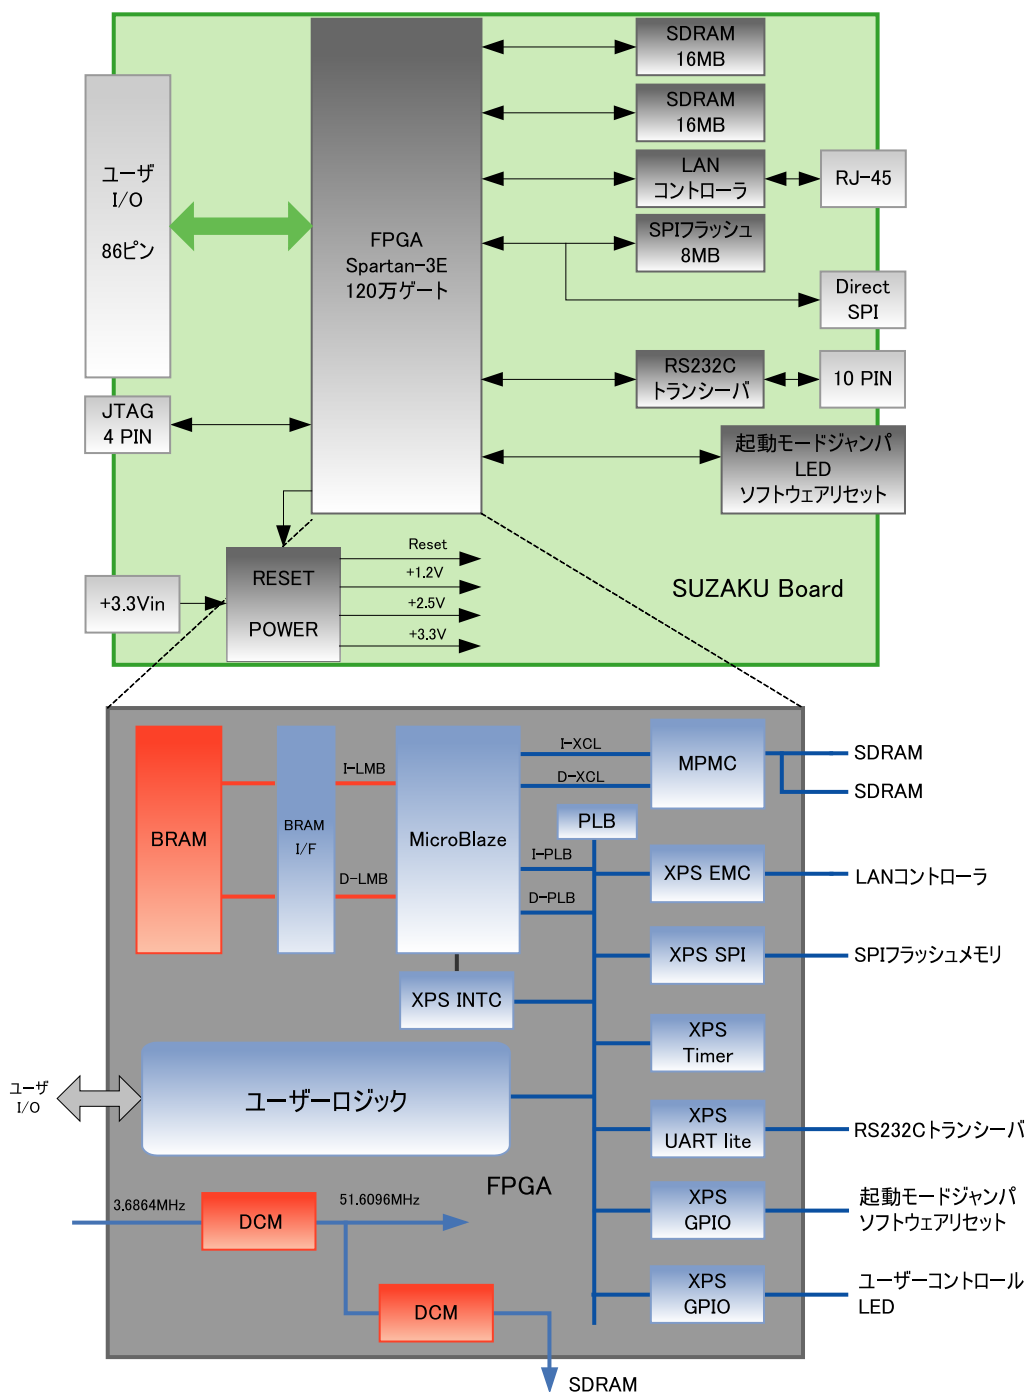 SDRAM
16MB
SDRAM
16MB
ユーザ
I/O
86ピン
LAN
コントローラ
RJ-45
FPGA
Spartan-3E
120万ゲート
SPIフラッシュ
8MB
Direct
SPI
RS232C
トランシーバ
10 PIN
JTAG
4 PIN
起動モードジャンパ
LED
ソフトウェアリセット
Reset
+1.2V
+2.5V
+3.3V
RESET
POWER
+3.3Vin
SUZAKU Board
BRAM
I-LMB
D-LMB
BRAM
I/F
MicroBlaze
I-XCL
D-XCL
MPMC
SDRAM
SDRAM
PLB
I-PLB
D-PLB
XPS EMC
LANコントローラ
XPS SPI
SPIフラッシュメモリ
XPS INTC
XPS
Timer
ユーザ
I/O
ユーザーロジック
XPS
UART lite
RS232Cトランシーバ
FPGA
XPS
GPIO
起動モードジャンパ
ソフトウェアリセット
3.6864MHz
DCM
51.6096MHz
XPS
GPIO
ユーザーコントロール
LED
DCM
SDRAM